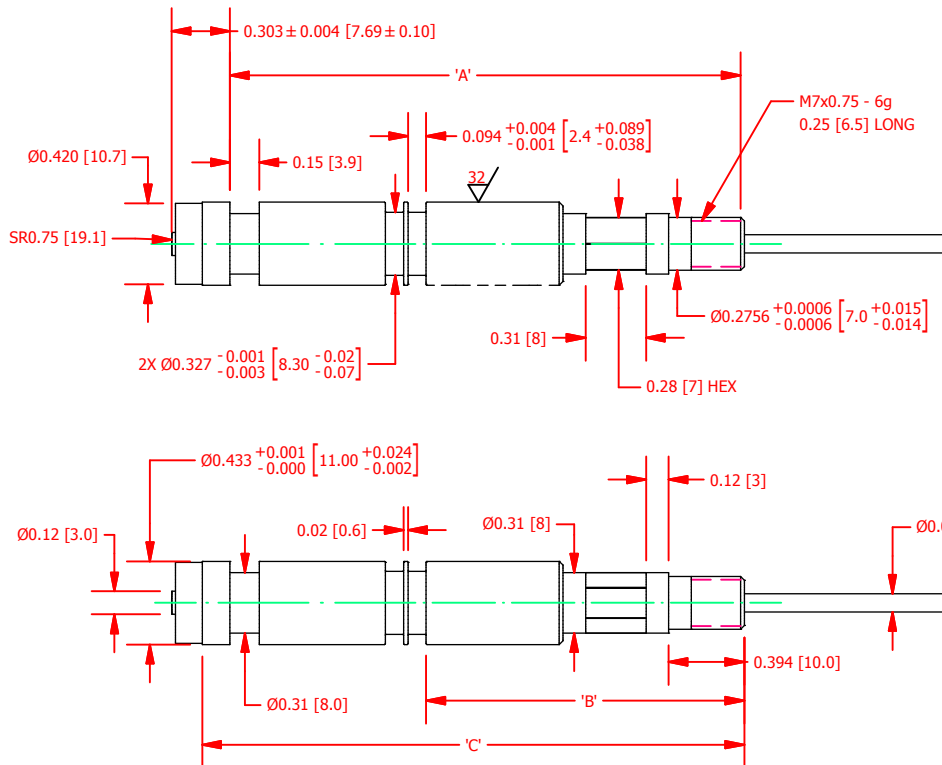 0.303 ± 0.004 [7.69 ± 0.10]
'A'
M7x0.75 - 6g
0.25 [6.5] LONG
0.094 +0.004 -0.001 [2.4 +0.089 -0.038]
Ø0.420 [10.7]
0.15 [3.9]
32
SR0.75 [19.1]
Ø0.2756 +0.0006 -0.0006 [7.0 +0.015 -0.014]
0.31 [8]
2X Ø0.327 -0.001 -0.003 [8.30 -0.02 -0.07]
0.28 [7] HEX
Ø0.433 +0.001 -0.000 [11.00 +0.024 -0.002]
0.12 [3]
0.02 [0.6]
Ø0.31 [8]
Ø0.12 [3.0]
0.394 [10.0]
'B'
Ø0.31 [8.0]
'C'